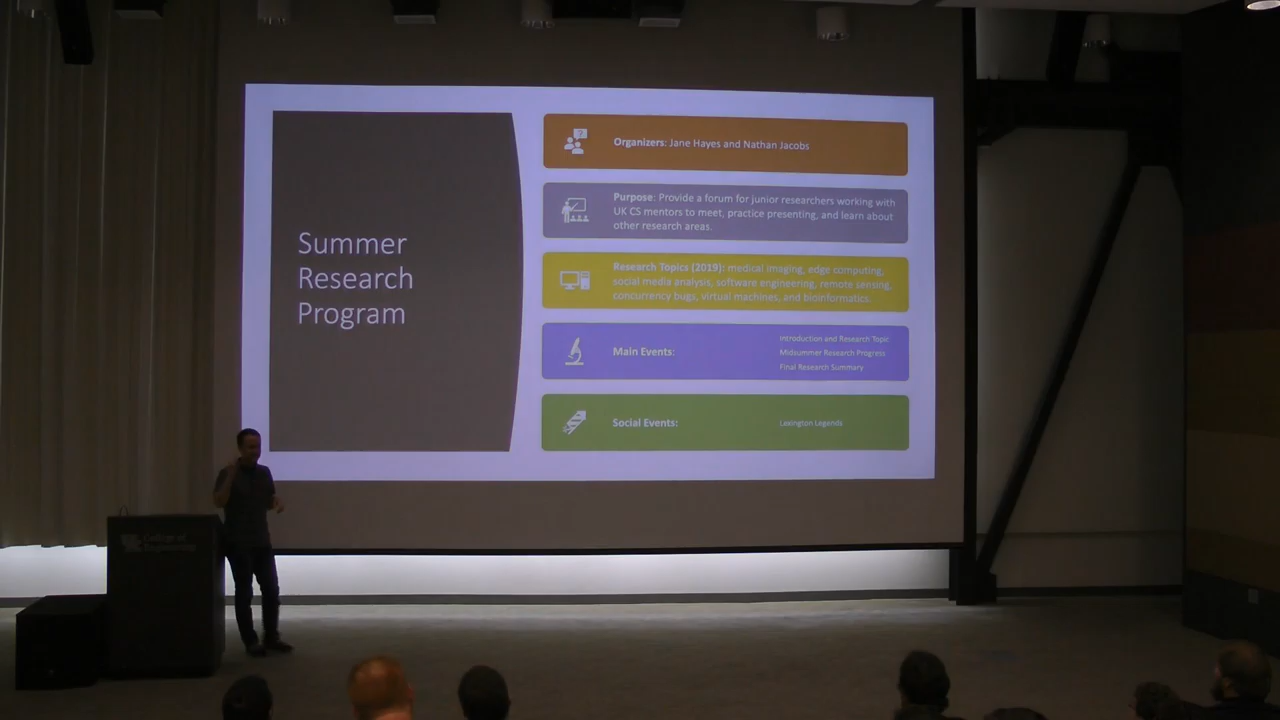 Summer
Research
Program
Organizers: Jane Hayes and Nathan Jacobs
Purpose: Provide a forum for junior researchers working with
UK CS mentors to meet, practice presenting, and learn about
other research areas.
Research Topics (2019): medical imaging, edge computing,
social media analysis, software engineering, remote sensing,
concurrency bugs, virtual machines, and bioinformatics.
Main Events:
Introduction and Research Topic
Midsummer Research Progress
Final Research Summary
Social Events:
Lexington Legends
College of
Engineering